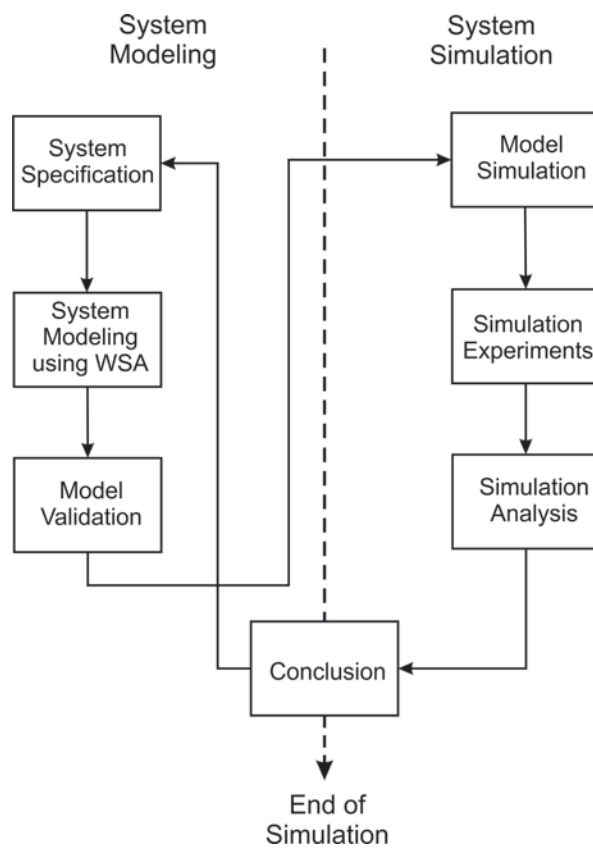 System
Modeling
System
Simulation
System
Specification
Model
Simulation
System
Modeling
using WSA
Simulation
Experiments
Model
Validation
Simulation
Analysis
Conclusion
End of
Simulation